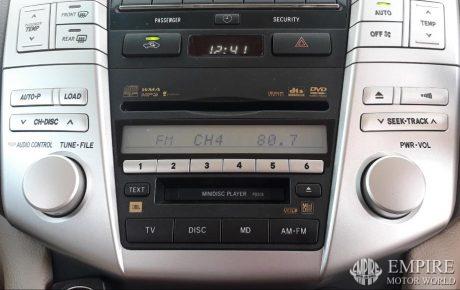 PASSENGER SECURITY
TEMP FRONT AUTO TEMP
REAR 12:41 OFF
AUTO-P LOAD WMA dts DVD
CH-DISC SEEK-TRACK
FM CH4 80.7
AUDIO CONTROL TUNE-FILE PWR-VOL
1 2 3 4 5 6
TEXT MINIDISC PLAYER
JBL
TV DISC MD AM-FM
EMPIRE
MOTOR WORLD